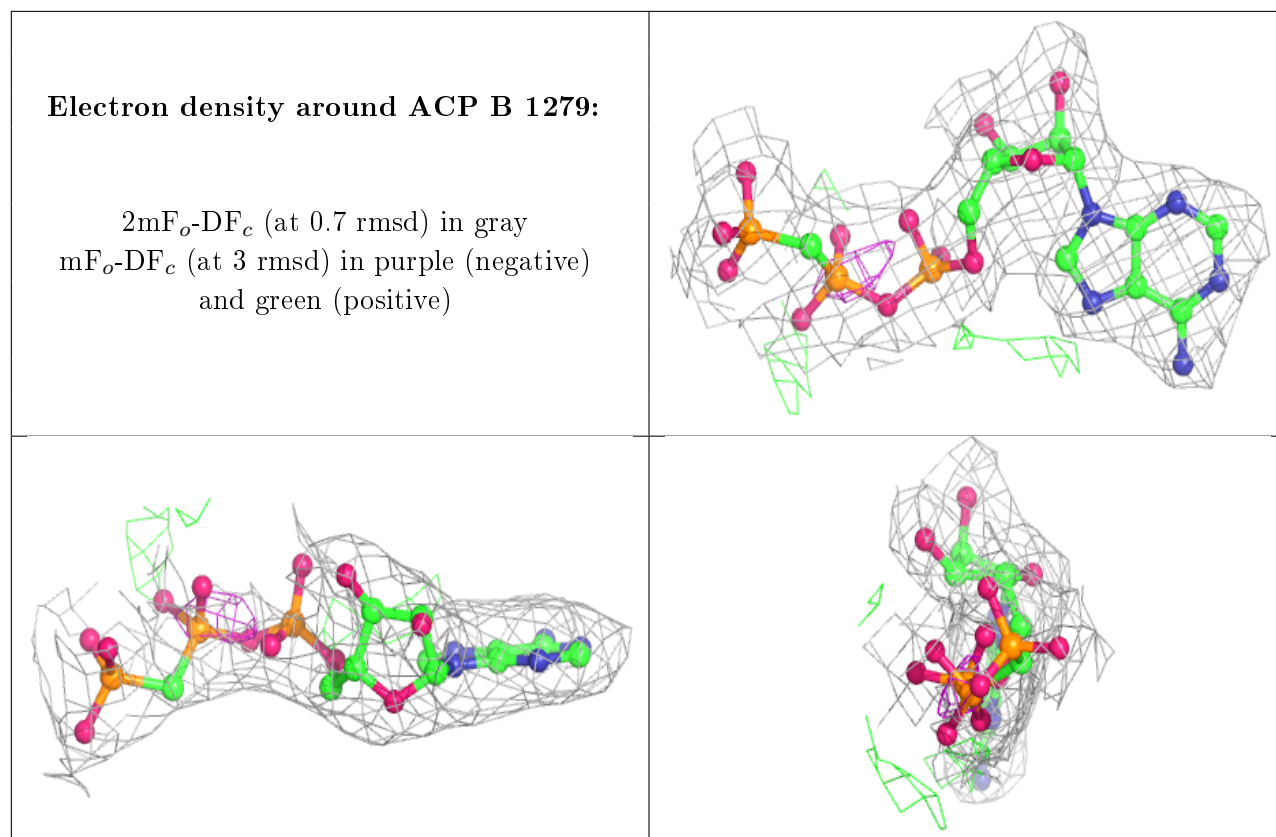 Electron density around ACP B 1279:
2mFo-DFc (at 0.7 rmsd) in gray
mFo-DFc (at 3 rmsd) in purple (negative)
and green (positive)